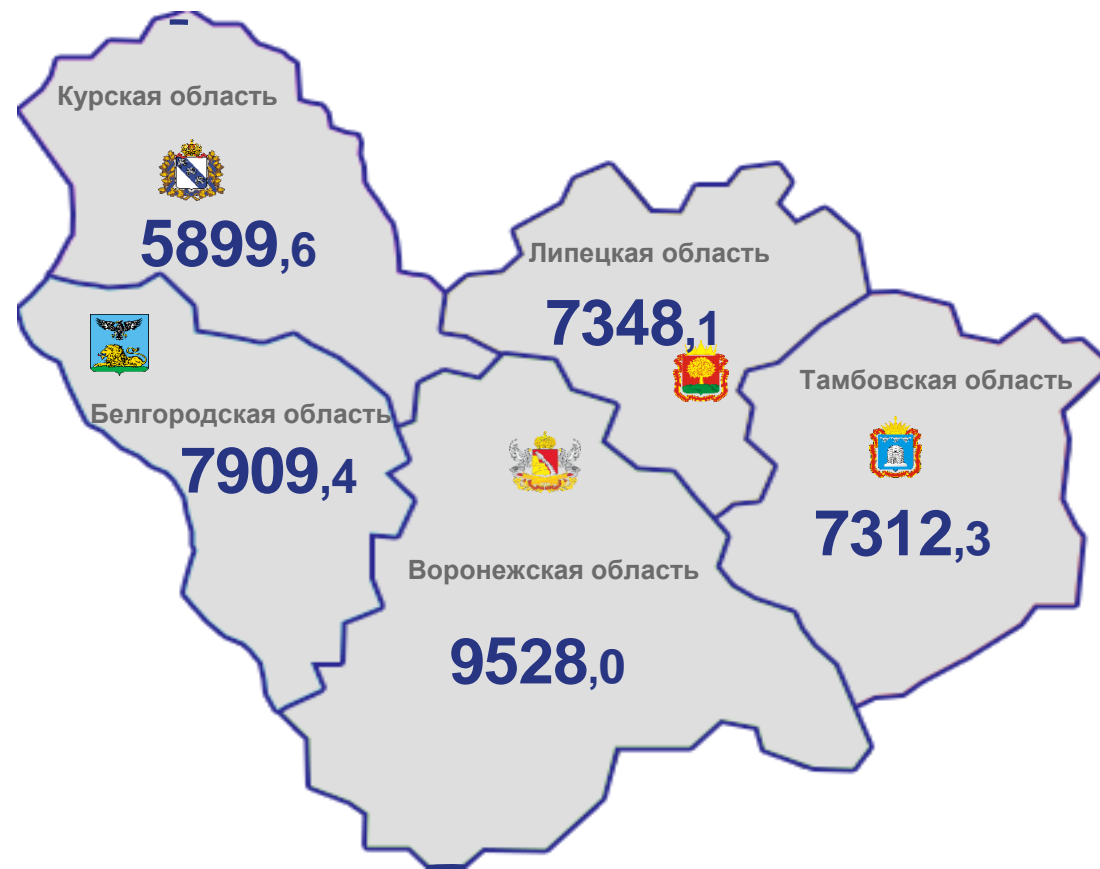 Курская область
5899,6
Липецкая область
7348,1
Тамбовская область
7312,3
Белгородская область
7909,4
Воронежская область
9528,0